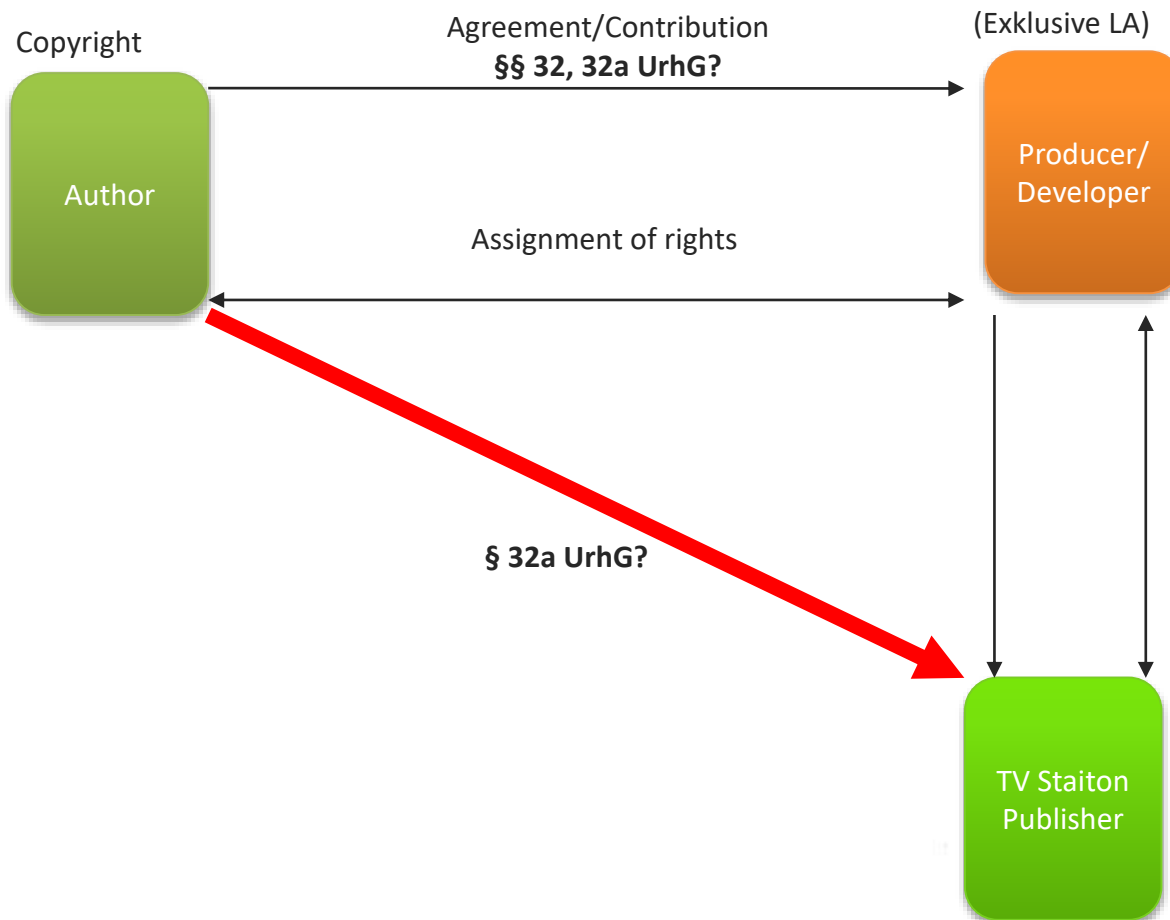 Copyright
Agreement/Contribution
§§ 32, 32a UrhG?
(Exklusive LA)
Author
Producer/
Developer
Assignment of rights
§ 32a UrhG?
TV Staiton
Publisher